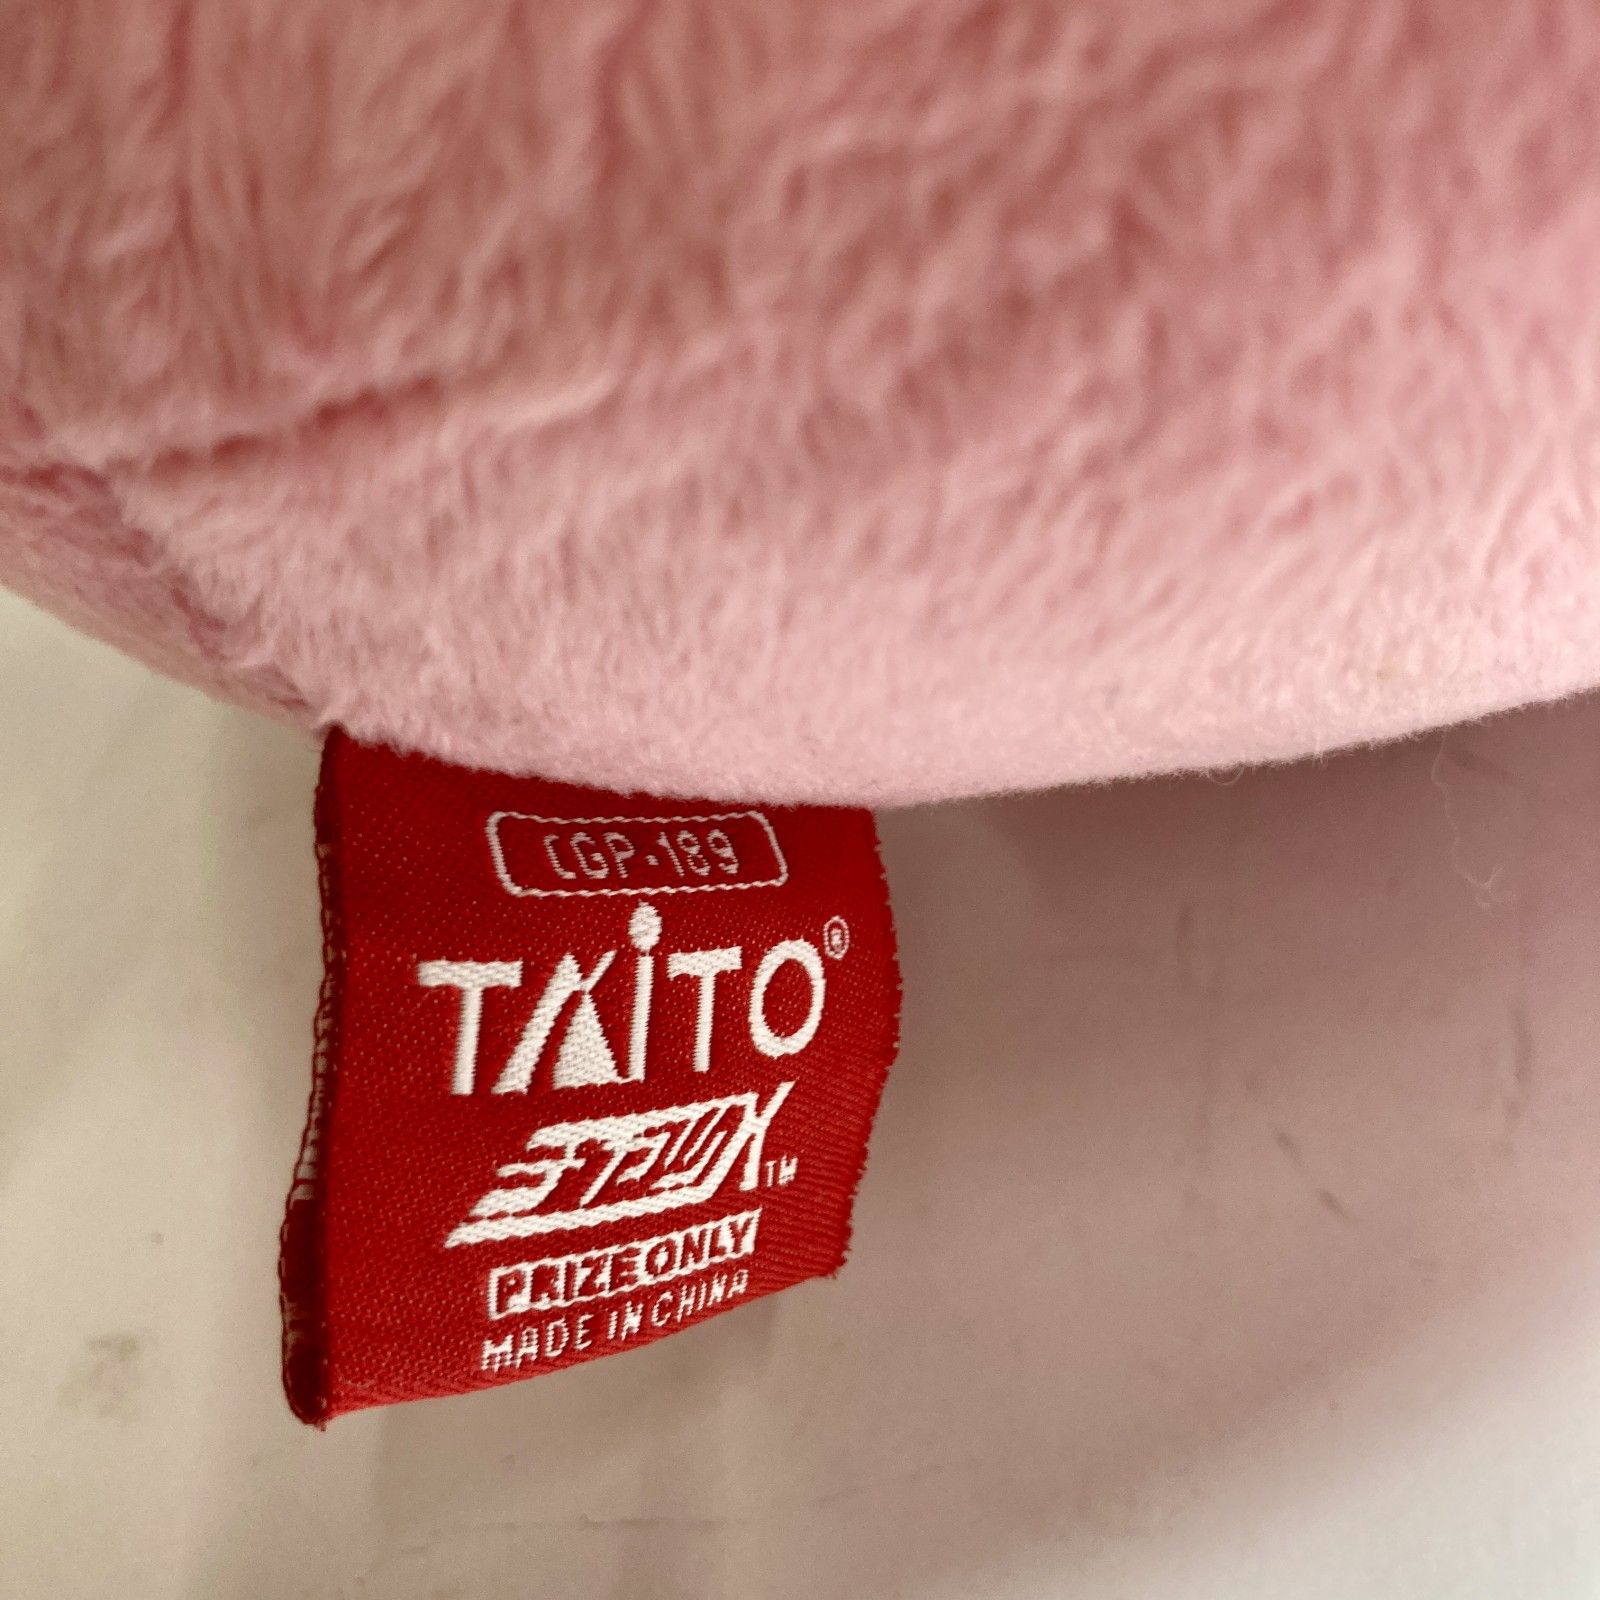 CGP-189
TAITO®
PRIZE ONLY
MADE IN CHINA